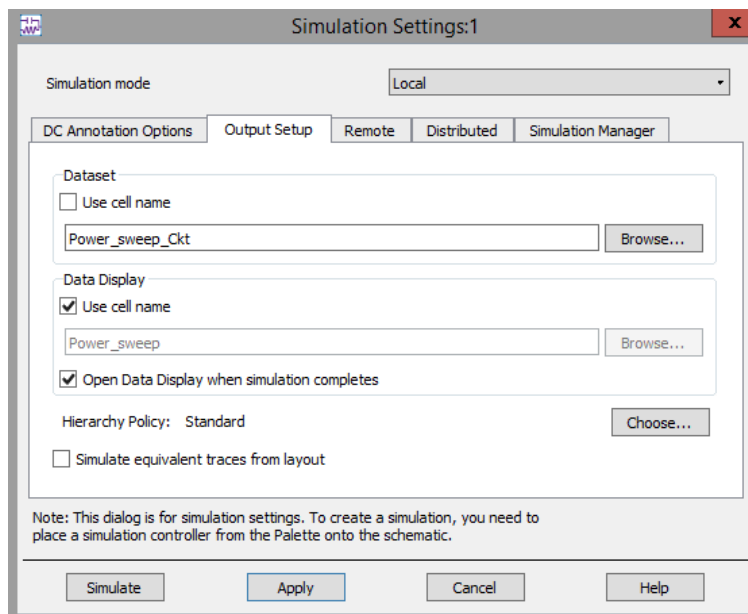 Simulation Settings:1
X
Simulation mode
Local
DC Annotation Options
Output Setup
Remote
Distributed
Simulation Manager
Dataset
Use cell name
Power_sweep_Ckt
Browse...
Data Display
Use cell name
Power_sweep
Browse...
Open Data Display when simulation completes
Hierarchy Policy: Standard
Choose...
Simulate equivalent traces from layout
Note: This dialog is for simulation settings. To create a simulation, you need to
place a simulation controller from the Palette onto the schematic.
Simulate
Apply
Cancel
Help